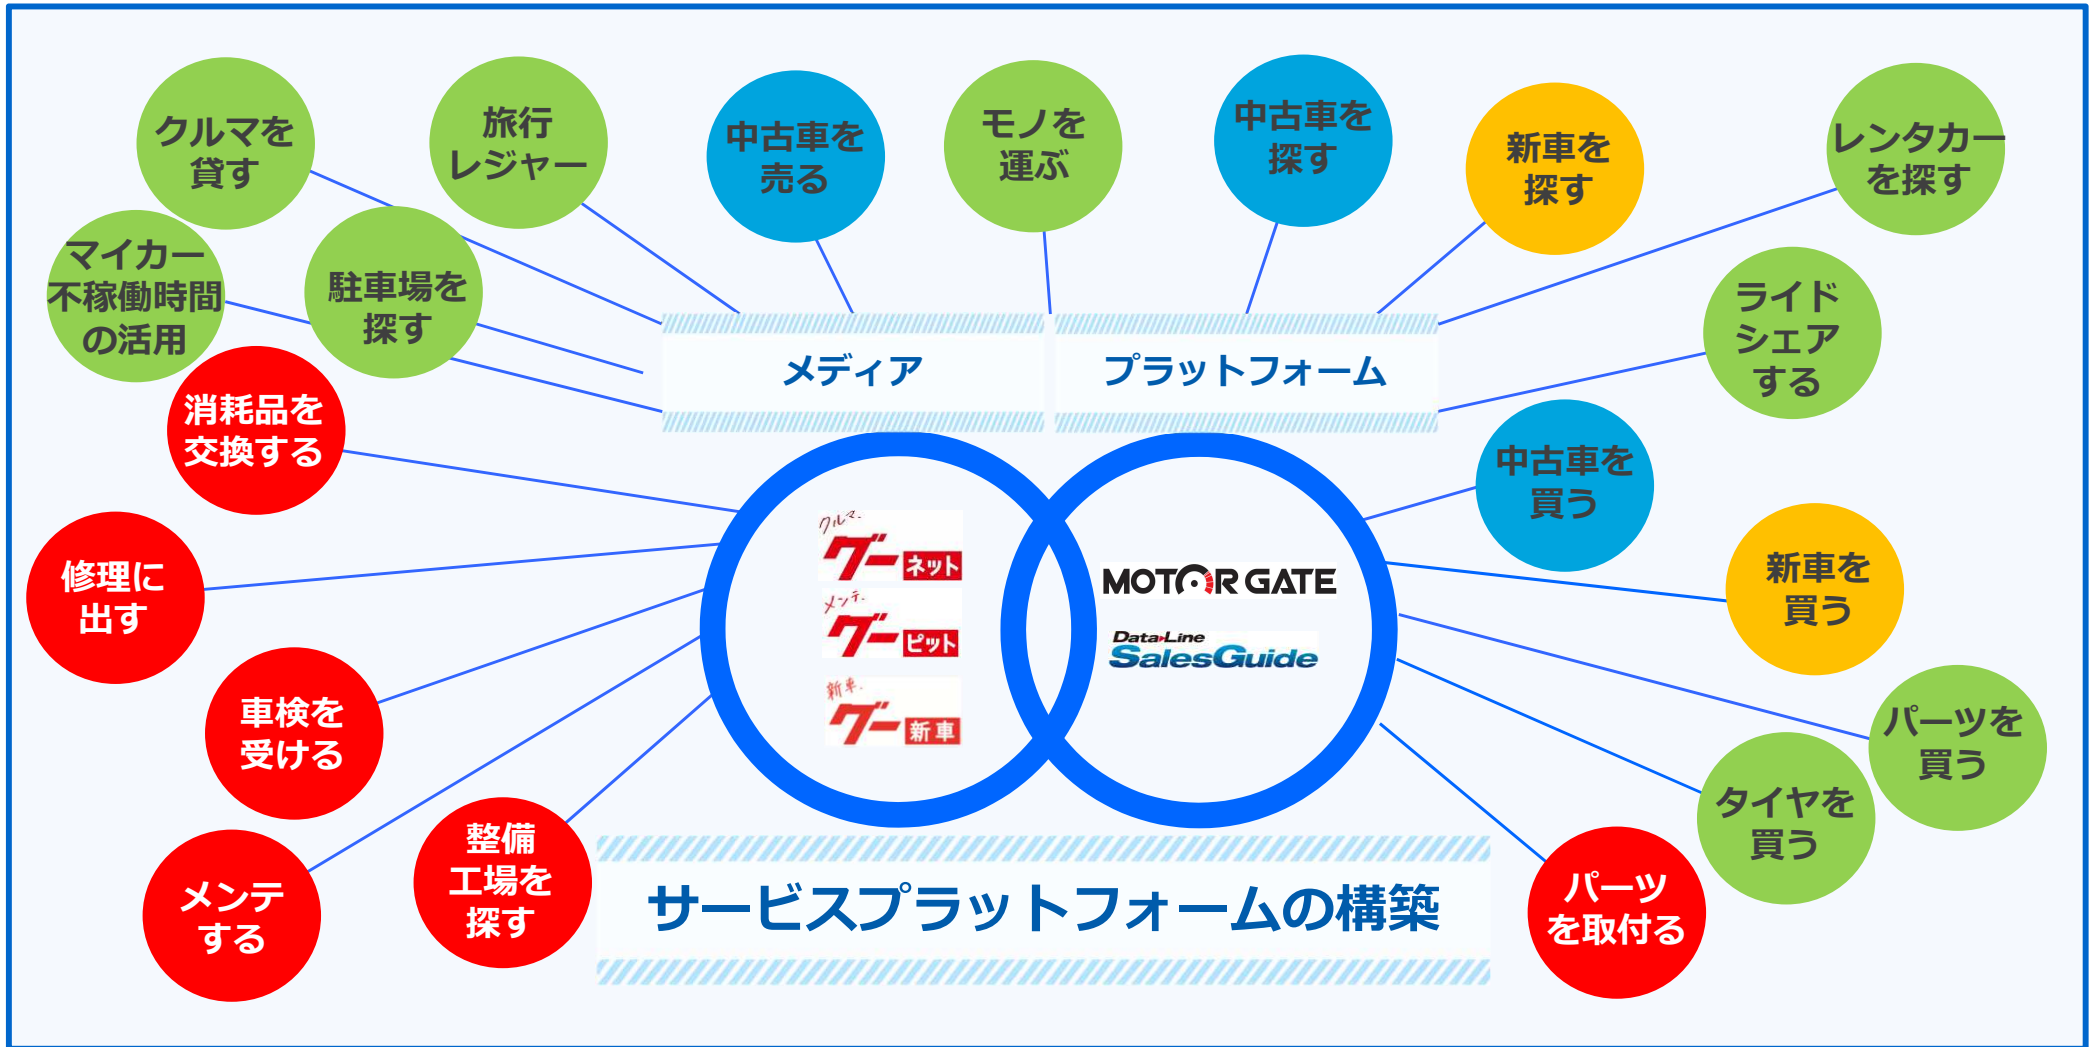 クルマを
貸す
旅行
レジャー
中古車を
売る
モノを
運ぶ
中古車を
探す
新車を
探す
レンタカー
を探す
マイカー
不稼働時間
の活用
駐車場を
探す
ライド
シェア
する
メディア
プラットフォーム
消耗品を
交換する
中古車を
買う
修理に
出す
クルマ.
グーネット
メンテ.
グーピット
新車.
グー新車
MOTOR GATE
Data Line
SalesGuide
新車を
買う
車検を
受ける
パーツを
買う
タイヤを
買う
メンテ
する
整備
工場を
探す
サービスプラットフォームの構築
パーツ
を取付る